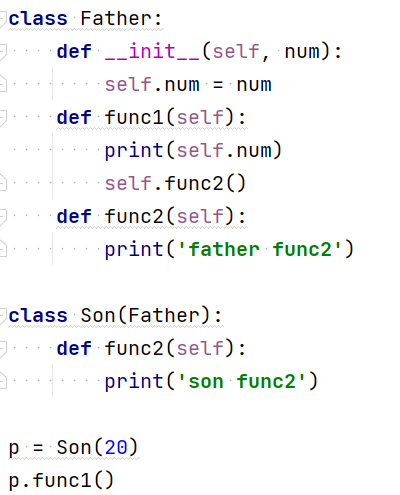 class Father:
    def __init__(self, num):
        self.num = num
    def func1(self):
        print(self.num)
        self.func2()
    def func2(self):
        print('father func2')

class Son(Father):
    def func2(self):
        print('son func2')

p = Son(20)
p.func1()